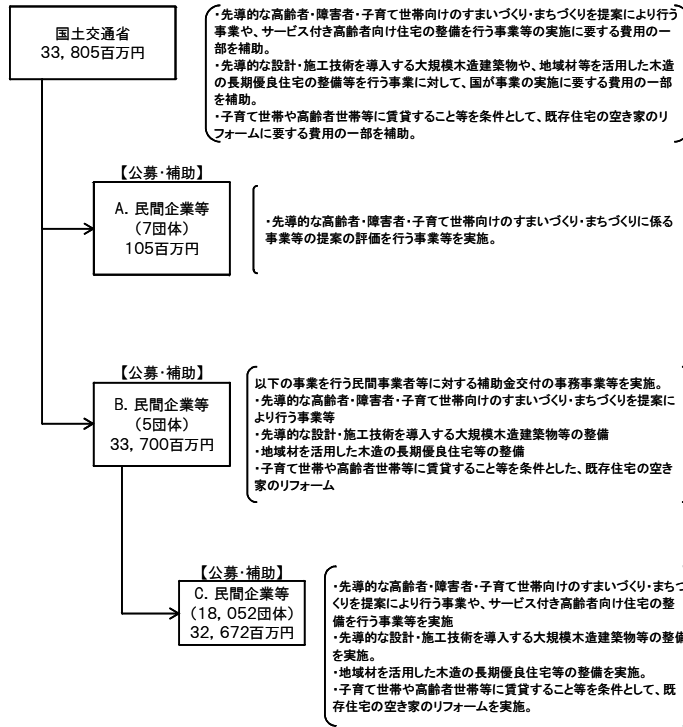 国土交通省
33,805百万円
・先導的な高齢者・障害者・子育て世帯向けのすまいづくり・まちづくりを提案により行う
事業や、サービス付き高齢者向け住宅の整備を行う事業等の実施に要する費用の一
部を補助。
・先導的な設計・施工技術を導入する大規模木造建築物や、地域材等を活用した木造
の長期優良住宅の整備等を行う事業に対して、国が事業の実施に要する費用の一部
を補助。
・子育て世帯や高齢者世帯等に賃貸すること等を条件として、既存住宅の空き家のリ
フォームに要する費用の一部を補助。
【公募・補助】
A. 民間企業等
(7団体)
105百万円
・先導的な高齢者・障害者・子育て世帯向けのすまいづくり・まちづくりに係る
事業等の提案の評価を行う事業等を実施。
【公募・補助】
B. 民間企業等
(5団体)
33,700百万円
以下の事業を行う民間事業者等に対する補助金交付の事務事業等を実施。
・先導的な高齢者・障害者・子育て世帯向けのすまいづくり・まちづくりを提案に
より行う事業等
・先導的な設計・施工技術を導入する大規模木造建築物等の整備
・地域材を活用した木造の長期優良住宅等の整備
・子育て世帯や高齢者世帯等に賃貸すること等を条件とした、既存住宅の空き
家のリフォーム
【公募・補助】
C. 民間企業等
(18,052団体)
32,672百万円
・先導的な高齢者・障害者・子育て世帯向けのすまいづくり・まちづ
くりを提案により行う事業や、サービス付き高齢者向け住宅の整
備を行う事業等を実施
・先導的な設計・施工技術を導入する大規模木造建築物等の整備
を実施。
・地域材を活用した木造の長期優良住宅等の整備を実施。
・子育て世帯や高齢者世帯等に賃貸すること等を条件として、既
存住宅の空き家のリフォームを実施。